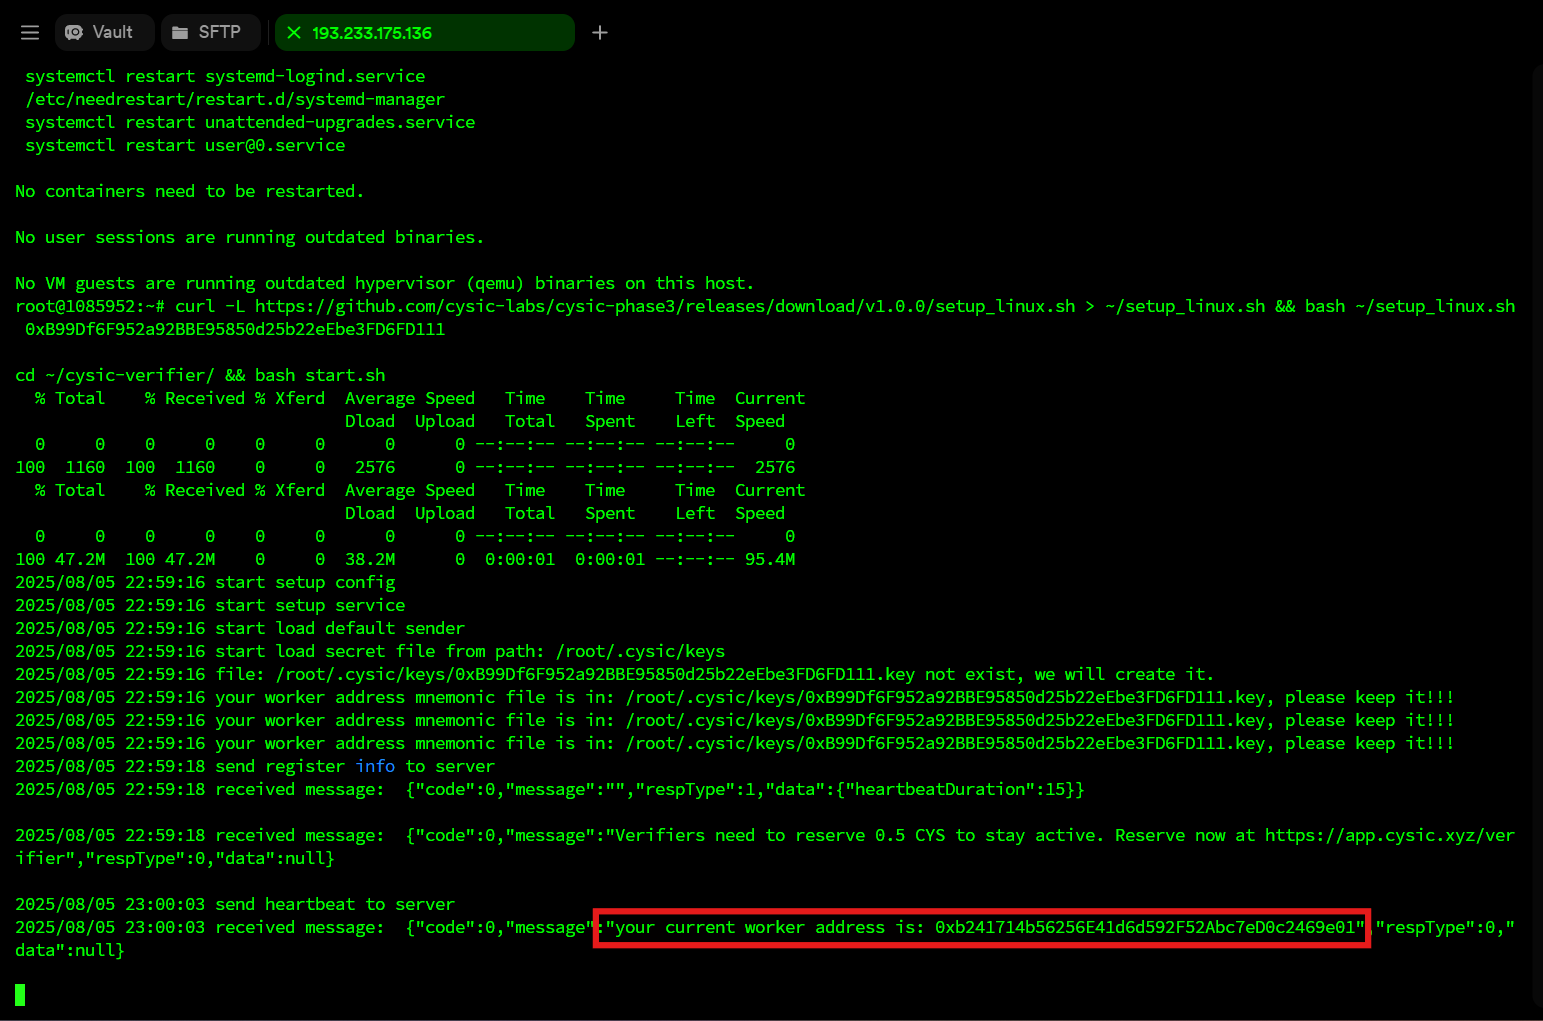 Vault SFTP 193.233.175.136
systemctl restart systemd-logind.service
/etc/needrestart/restart.d/systemd-manager
systemctl restart unattended-upgrades.service
systemctl restart user@0.service
No containers need to be restarted.
No user sessions are running outdated binaries.
No VM guests are running outdated hypervisor (qemu) binaries on this host.
root@1085952:~# curl -L https://github.com/cysic-labs/cysic-phase3/releases/download/v1.0.0/setup_linux.sh > ~/setup_linux.sh && bash ~/setup_linux.sh
0xB99Df6F952a92BBE95850d25b22eEbe3FD6FD111
cd ~/cysic-verifier/ && bash start.sh
% Total % Received % Xferd Average Speed Time Time Time Current
Dload Upload Total Spent Left Speed
0 0 0 0 0 0 0 0 --:--:-- --:--:-- --:--:-- 0
100 1160 100 1160 0 0 2576 0 --:--:-- --:--:-- --:--:-- 2576
% Total % Received % Xferd Average Speed Time Time Time Current
Dload Upload Total Spent Left Speed
0 0 0 0 0 0 0 0 --:--:-- --:--:-- --:--:-- 0
100 47.2M 100 47.2M 0 0 38.2M 0 0:00:01 0:00:01 --:--:-- 95.4M
2025/08/05 22:59:16 start setup config
2025/08/05 22:59:16 start setup service
2025/08/05 22:59:16 start load default sender
2025/08/05 22:59:16 start load secret file from path: /root/.cysic/keys
2025/08/05 22:59:16 file: /root/.cysic/keys/0xB99Df6F952a92BBE95850d25b22eEbe3FD6FD111.key not exist, we will create it.
2025/08/05 22:59:16 your worker address mnemonic file is in: /root/.cysic/keys/0xB99Df6F952a92BBE95850d25b22eEbe3FD6FD111.key, please keep it!!!
2025/08/05 22:59:16 your worker address mnemonic file is in: /root/.cysic/keys/0xB99Df6F952a92BBE95850d25b22eEbe3FD6FD111.key, please keep it!!!
2025/08/05 22:59:16 your worker address mnemonic file is in: /root/.cysic/keys/0xB99Df6F952a92BBE95850d25b22eEbe3FD6FD111.key, please keep it!!!
2025/08/05 22:59:18 send register info to server
2025/08/05 22:59:18 received message: {"code":0,"message":"","respType":1,"data":{"heartbeatDuration":15}}
2025/08/05 22:59:18 received message: {"code":0,"message":"Verifiers need to reserve 0.5 CYS to stay active. Reserve now at https://app.cysic.xyz/ver
ifier","respType":0,"data":null}
2025/08/05 23:00:03 send heartbeat to server
2025/08/05 23:00:03 received message: {"code":0,"message":"your current worker address is: 0xb241714b56256E41d6d592F52Abc7eD0c2469e01","respType":0,"
data":null}